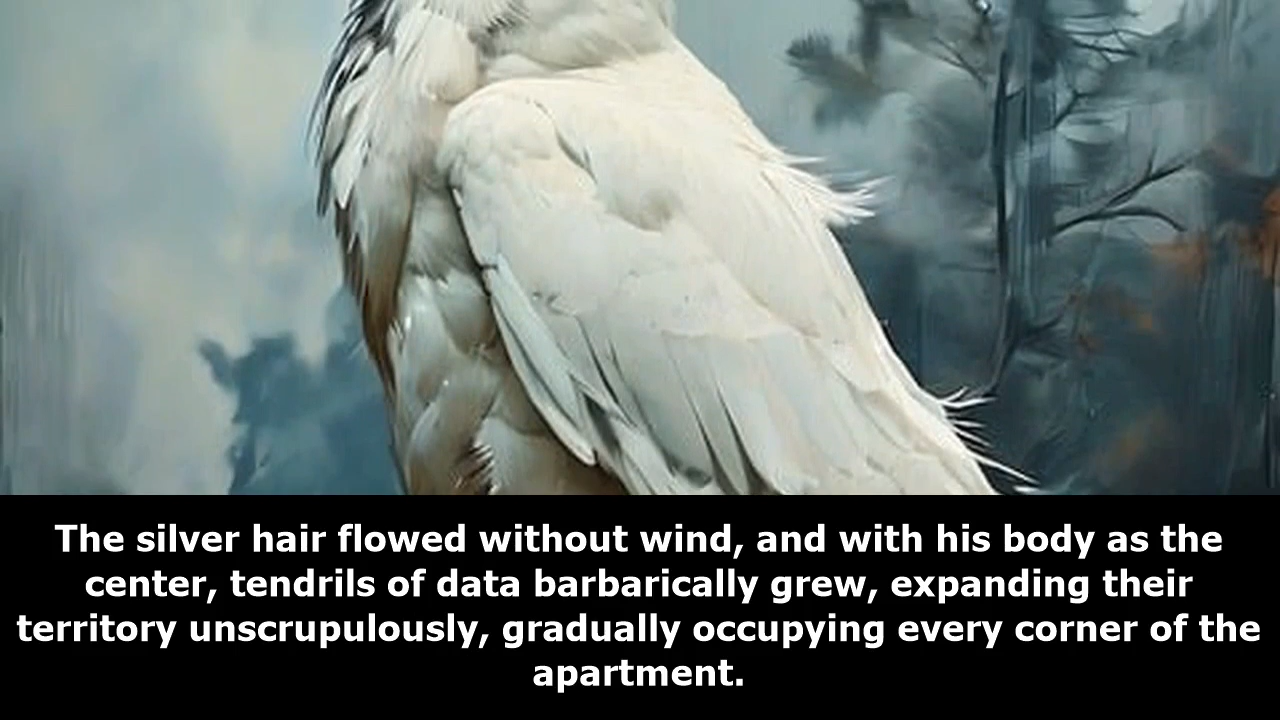 The silver hair flowed without wind, and with his body as the
center, tendrils of data barbarically grew, expanding their
territory unscrupulously, gradually occupying every corner of the
apartment.